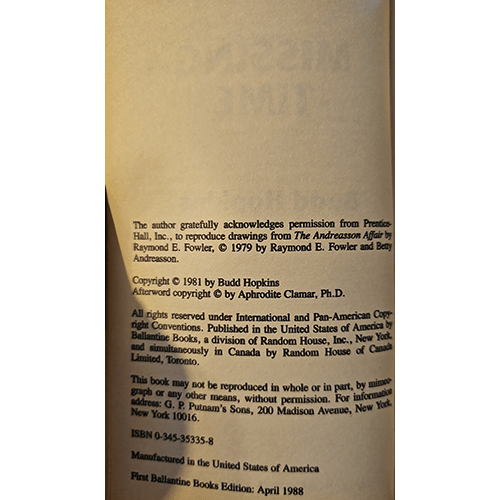 MISSING
TIME
Budd Hopkins
The author gratefully acknowledges permission from Prentice-
Hall, Inc., to reproduce drawings from The Andreasson Affair by
Raymond E. Fowler, © 1979 by Raymond E. Fowler and Betty
Andreasson.
Copyright © 1981 by Budd Hopkins
Afterword copyright © by Aphrodite Clamar, Ph.D.
All rights reserved under International and Pan-American Copy-
right Conventions. Published in the United States of America by
Ballantine Books, a division of Random House, Inc., New York,
and simultaneously in Canada by Random House of Canada
Limited, Toronto.
This book may not be reproduced in whole or in part, by mimeo-
graph or any other means, without permission. For information
address: G. P. Putnam's Sons, 200 Madison Avenue, New York,
New York 10016.
ISBN 0-345-35335-8
Manufactured in the United States of America
First Ballantine Books Edition: April 1988